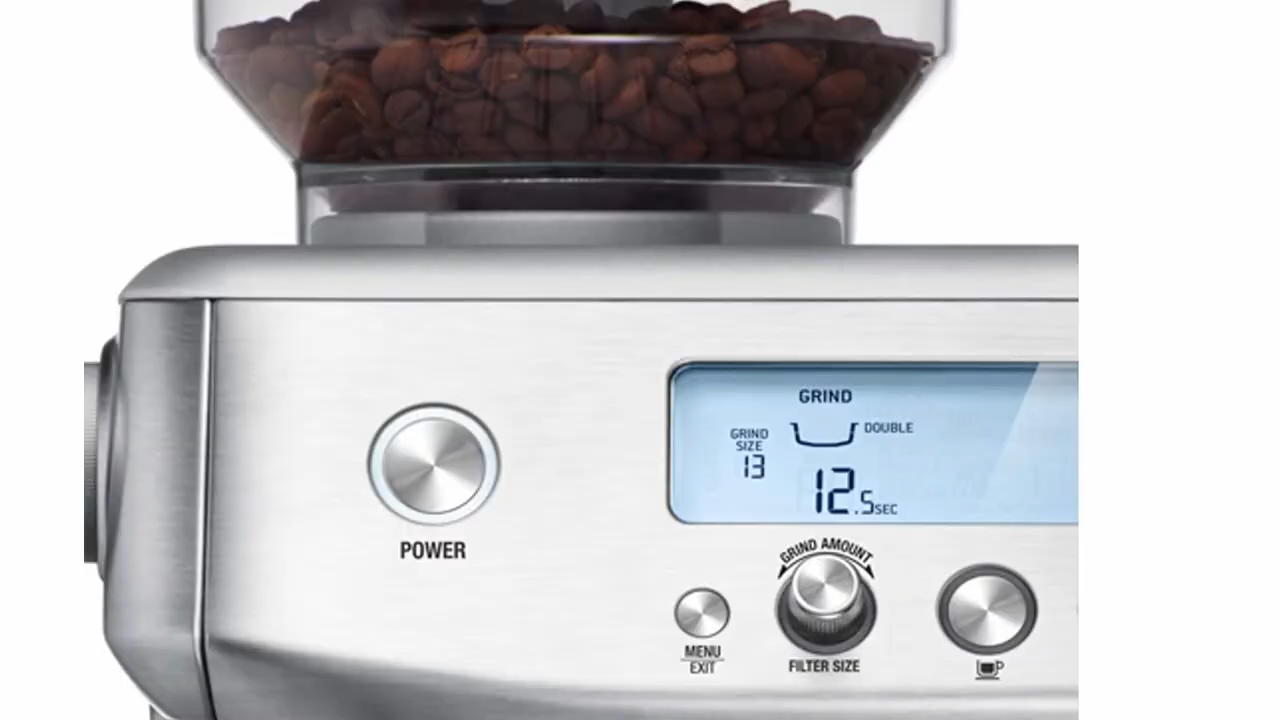 GRIND
GRIND
SIZE
13
DOUBLE
12.5SEC
POWER
GRIND AMOUNT
MENU
EXIT
FILTER SIZE